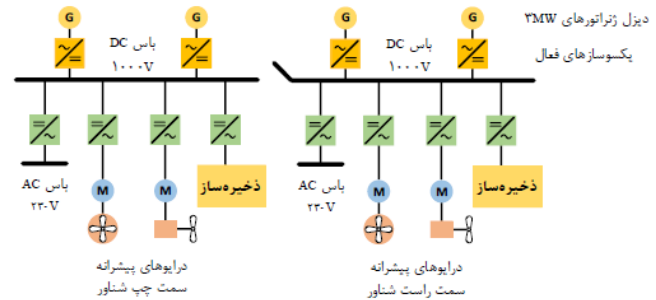 G
G
G
G
دیزل ژنراتورهای ۳MW
باس DC
۱۰۰۰V
باس DC
۱۰۰۰V
یکسوسازهای فعال
باس AC
۲۳۰V
M
M
ذخیره‌ساز
باس AC
۲۳۰V
M
M
ذخیره‌ساز
درایوهای پیشرانه
سمت چپ شناور
درایوهای پیشرانه
سمت راست شناور